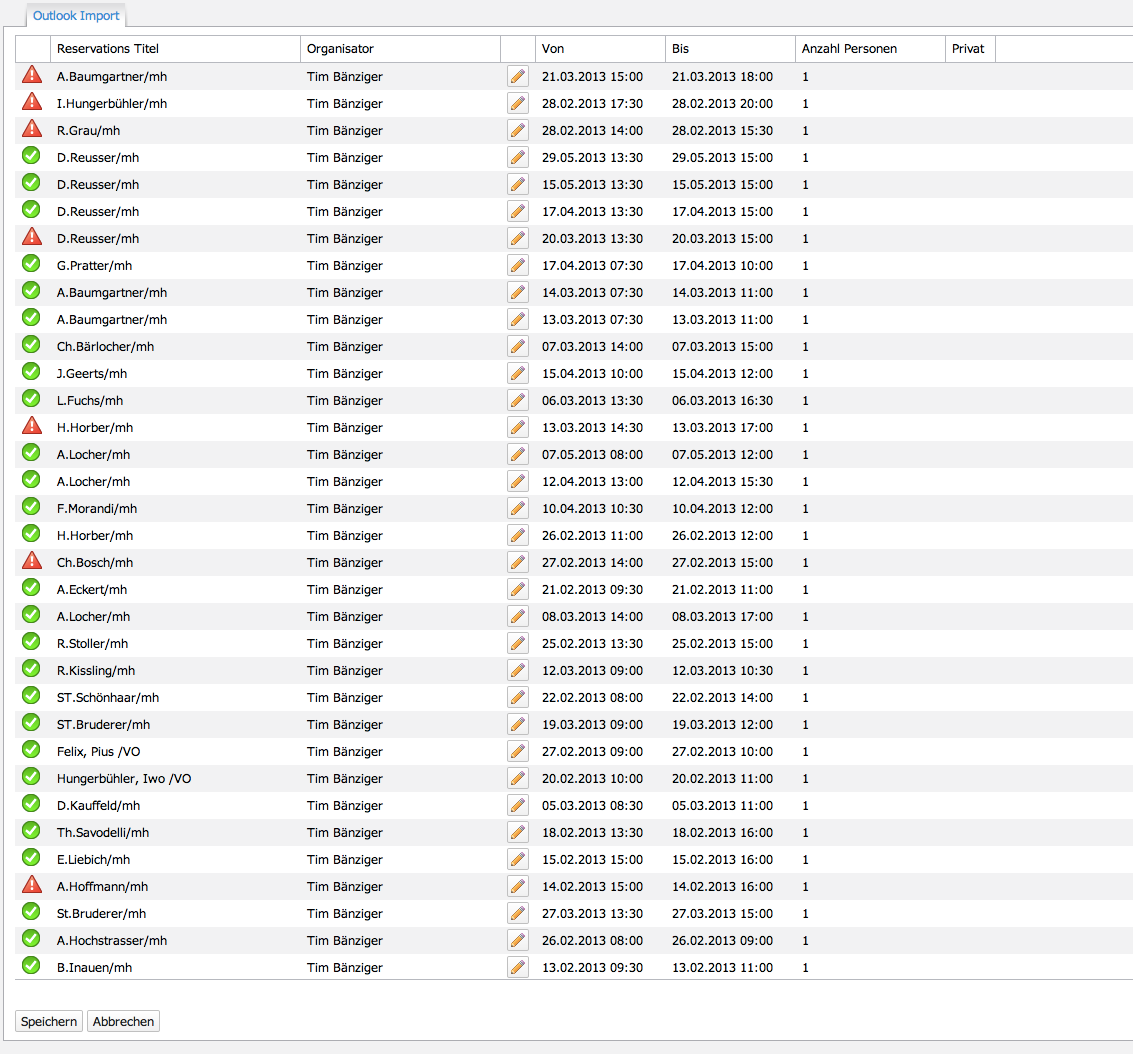 Outlook Import
Reservations Titel Organisator Von Bis Anzahl Personen Privat
A.Baumgartner/mh Tim Bänziger 21.03.2013 15:00 21.03.2013 18:00 1
I.Hungerbühler/mh Tim Bänziger 28.02.2013 17:30 28.02.2013 20:00 1
R.Grau/mh Tim Bänziger 28.02.2013 14:00 28.02.2013 15:30 1
D.Reusser/mh Tim Bänziger 29.05.2013 13:30 29.05.2013 15:00 1
D.Reusser/mh Tim Bänziger 15.05.2013 13:30 15.05.2013 15:00 1
D.Reusser/mh Tim Bänziger 17.04.2013 13:30 17.04.2013 15:00 1
D.Reusser/mh Tim Bänziger 20.03.2013 13:30 20.03.2013 15:00 1
G.Pratter/mh Tim Bänziger 17.04.2013 07:30 17.04.2013 10:00 1
A.Baumgartner/mh Tim Bänziger 14.03.2013 07:30 14.03.2013 11:00 1
A.Baumgartner/mh Tim Bänziger 13.03.2013 07:30 13.03.2013 11:00 1
Ch.Bärlocher/mh Tim Bänziger 07.03.2013 14:00 07.03.2013 15:00 1
J.Geerts/mh Tim Bänziger 15.04.2013 10:00 15.04.2013 12:00 1
L.Fuchs/mh Tim Bänziger 06.03.2013 13:30 06.03.2013 16:30 1
H.Horber/mh Tim Bänziger 13.03.2013 14:30 13.03.2013 17:00 1
A.Locher/mh Tim Bänziger 07.05.2013 08:00 07.05.2013 12:00 1
A.Locher/mh Tim Bänziger 12.04.2013 13:00 12.04.2013 15:30 1
F.Morandi/mh Tim Bänziger 10.04.2013 10:30 10.04.2013 12:00 1
H.Horber/mh Tim Bänziger 26.02.2013 11:00 26.02.2013 12:00 1
Ch.Bosch/mh Tim Bänziger 27.02.2013 14:00 27.02.2013 15:00 1
A.Eckert/mh Tim Bänziger 21.02.2013 09:30 21.02.2013 11:00 1
A.Locher/mh Tim Bänziger 08.03.2013 14:00 08.03.2013 17:00 1
R.Stoller/mh Tim Bänziger 25.02.2013 13:30 25.02.2013 15:00 1
R.Kissling/mh Tim Bänziger 12.03.2013 09:00 12.03.2013 10:30 1
ST.Schönhaar/mh Tim Bänziger 22.02.2013 08:00 22.02.2013 14:00 1
ST.Bruderer/mh Tim Bänziger 19.03.2013 09:00 19.03.2013 12:00 1
Felix, Pius /VO Tim Bänziger 27.02.2013 09:00 27.02.2013 10:00 1
Hungerbühler, Iwo /VO Tim Bänziger 20.02.2013 10:00 20.02.2013 11:00 1
D.Kauffeld/mh Tim Bänziger 05.03.2013 08:30 05.03.2013 11:00 1
Th.Savodelli/mh Tim Bänziger 18.02.2013 13:30 18.02.2013 16:00 1
E.Liebich/mh Tim Bänziger 15.02.2013 15:00 15.02.2013 16:00 1
A.Hoffmann/mh Tim Bänziger 14.02.2013 15:00 14.02.2013 16:00 1
St.Bruderer/mh Tim Bänziger 27.03.2013 13:30 27.03.2013 15:00 1
A.Hochstrasser/mh Tim Bänziger 26.02.2013 08:00 26.02.2013 09:00 1
B.Inauen/mh Tim Bänziger 13.02.2013 09:30 13.02.2013 11:00 1
Speichern Abbrechen